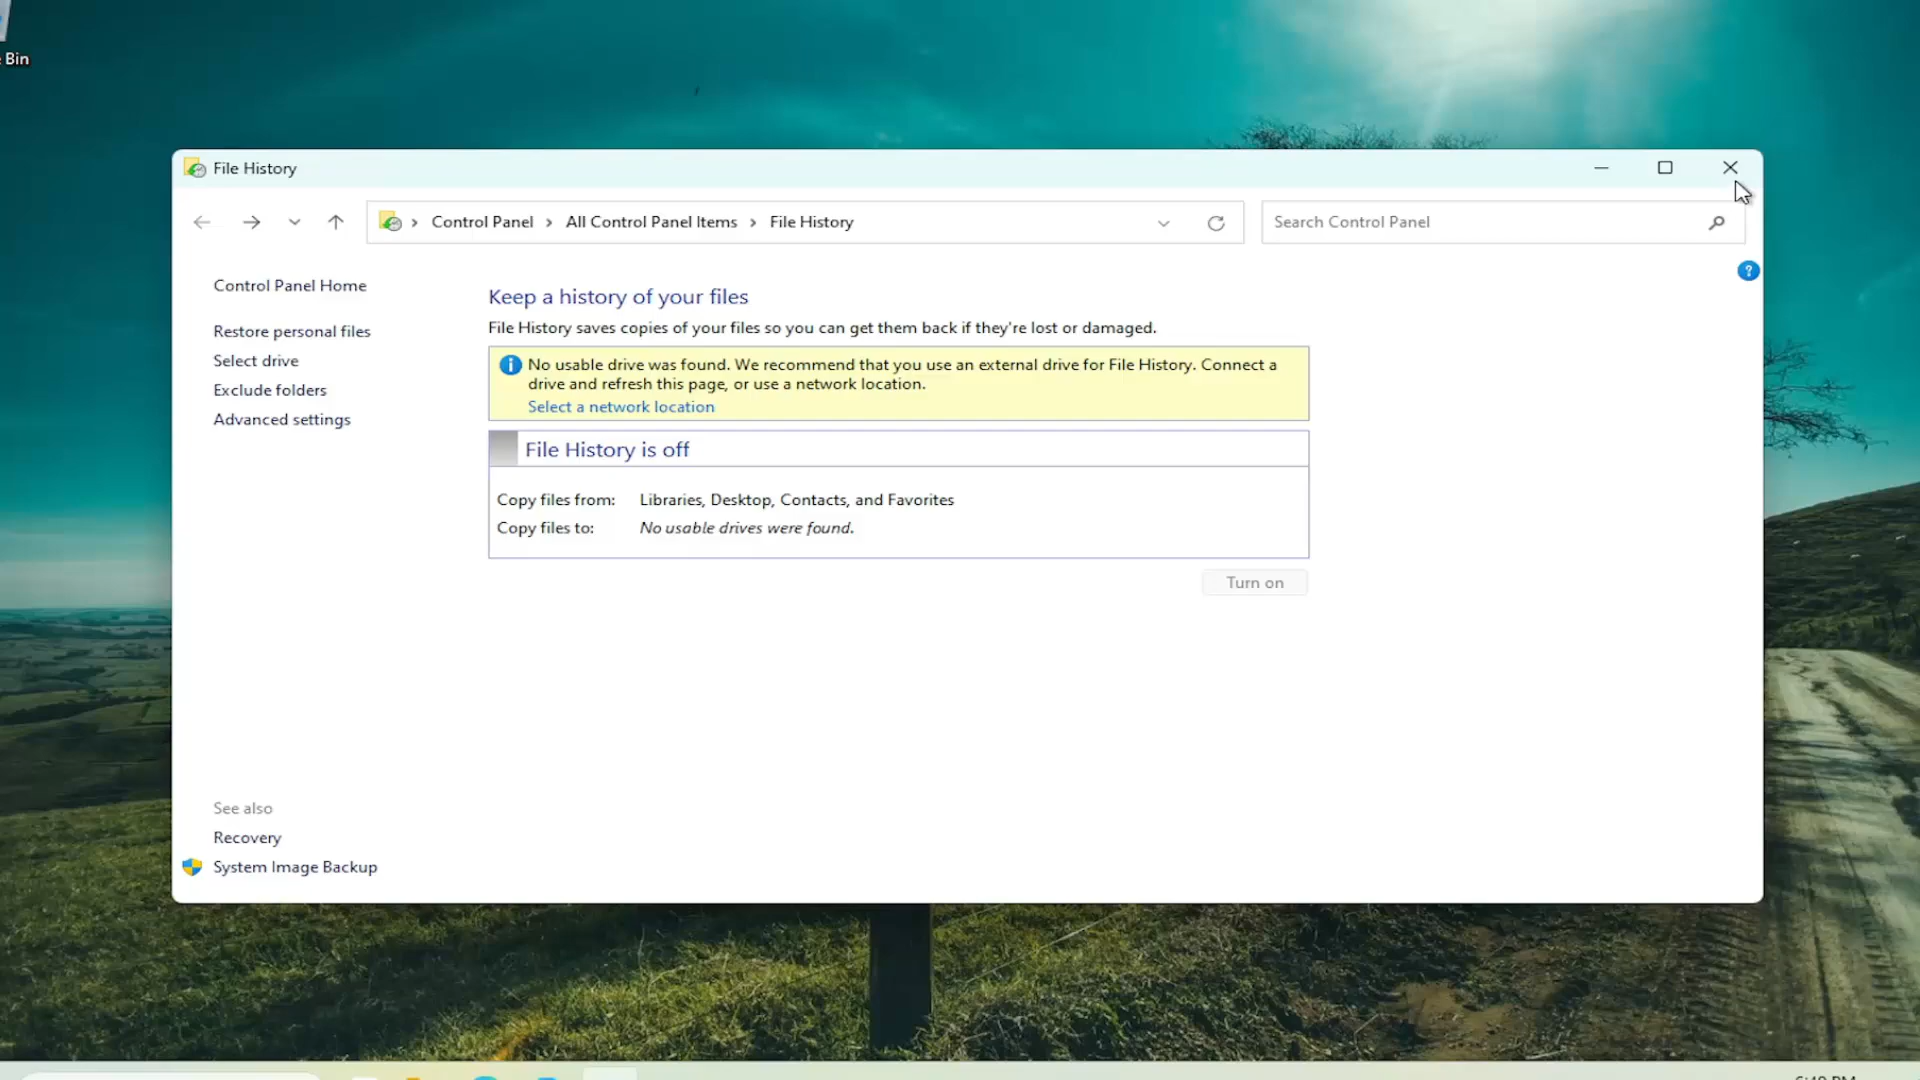 Bin
File History
Control Panel All Control Panel Items File History
Search Control Panel
?
Control Panel Home
Restore personal files
Select drive
Exclude folders
Advanced settings
Keep a history of your files
File History saves copies of your files so you can get them back if they're lost or damaged.
No usable drive was found. We recommend that you use an external drive for File History. Connect a
drive and refresh this page, or use a network location.
Select a network location
File History is off
Copy files from: Libraries, Desktop, Contacts, and Favorites
Copy files to: No usable drives were found.
Turn on
See also
Recovery
System Image Backup